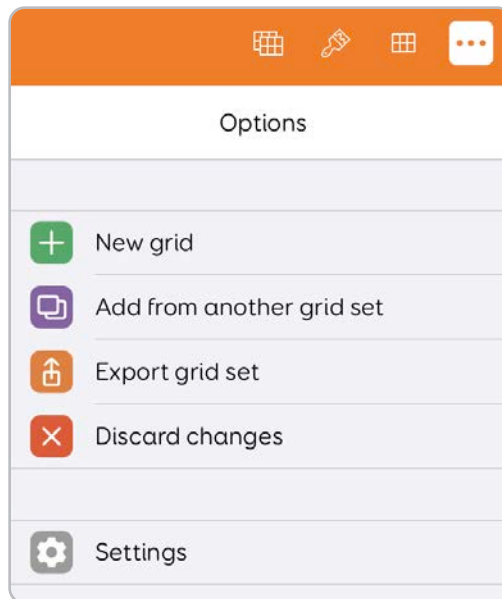 Options
New grid
Add from another grid set
Export grid set
Discard changes
Settings